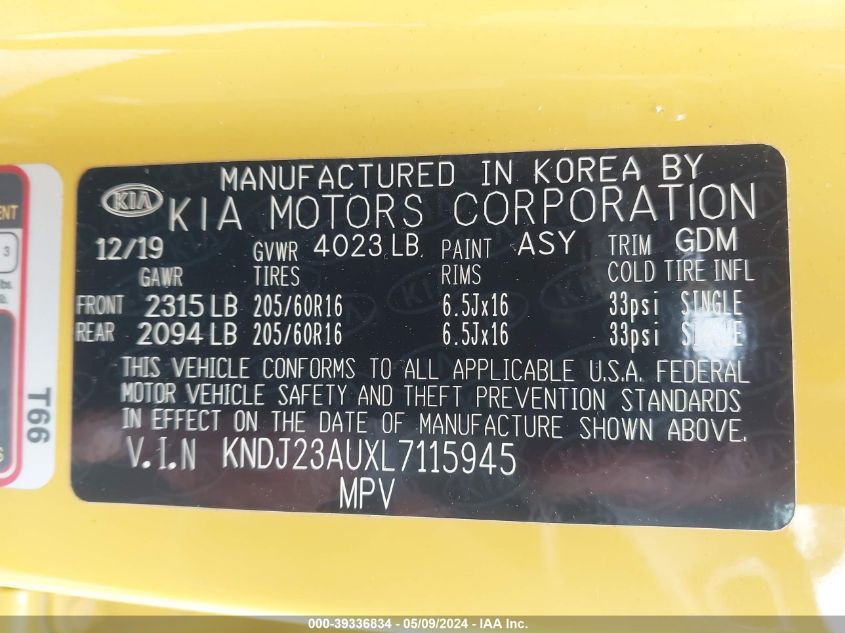 MANUFACTURED IN KOREA BY
KIA KIA MOTORS CORPORATION
12/19 GVWR 4023 LB. PAINT ASY TRIM GDM
GAWR TIRES RIMS COLD TIRE INFL
FRONT 2315 LB 205/60R16 6.5Jx16 33psi SINGLE
REAR 2094 LB 205/60R16 6.5Jx16 33psi SINGLE
THIS VEHICLE CONFORMS TO ALL APPLICABLE U.S.A. FEDERAL
MOTOR VEHICLE SAFETY AND THEFT PREVENTION STANDARDS
IN EFFECT ON THE DATE OF MANUFACTURE SHOWN ABOVE.
V.I.N KNDJ23AUXL7115945
MPV
T66
3
000-39336834 - 05/09/2024 - IAA Inc.